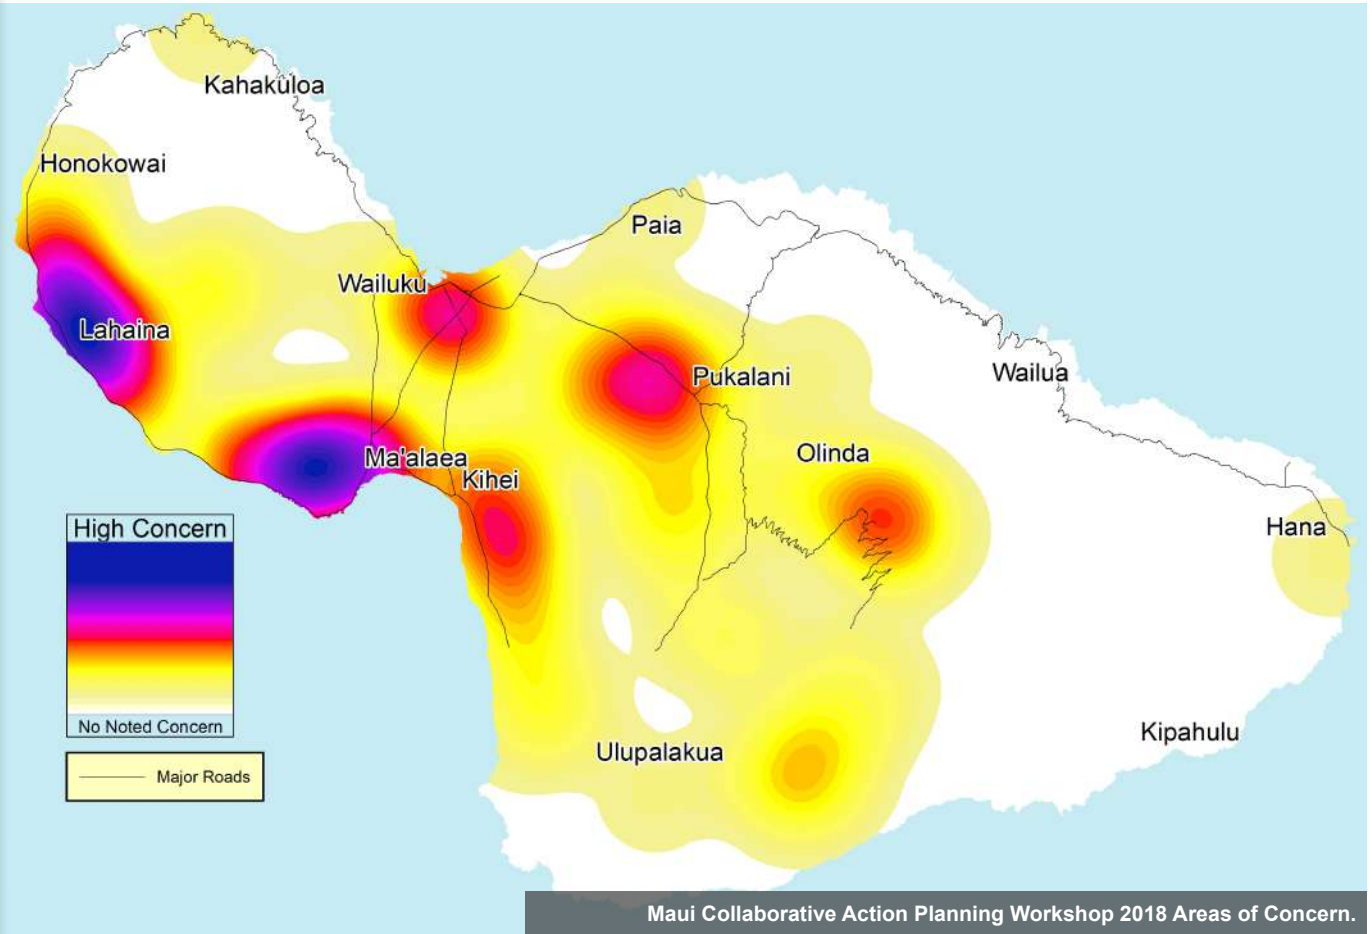 Kahakuloa
Honokowai
Paia
Wailuku
Lahaina
Pukalani
Wailua
Olinda
Ma'alaea
Kihei
Hana
High Concern
No Noted Concern
Major Roads
Ulupalakua
Kipahulu
Maui Collaborative Action Planning Workshop 2018 Areas of Concern.